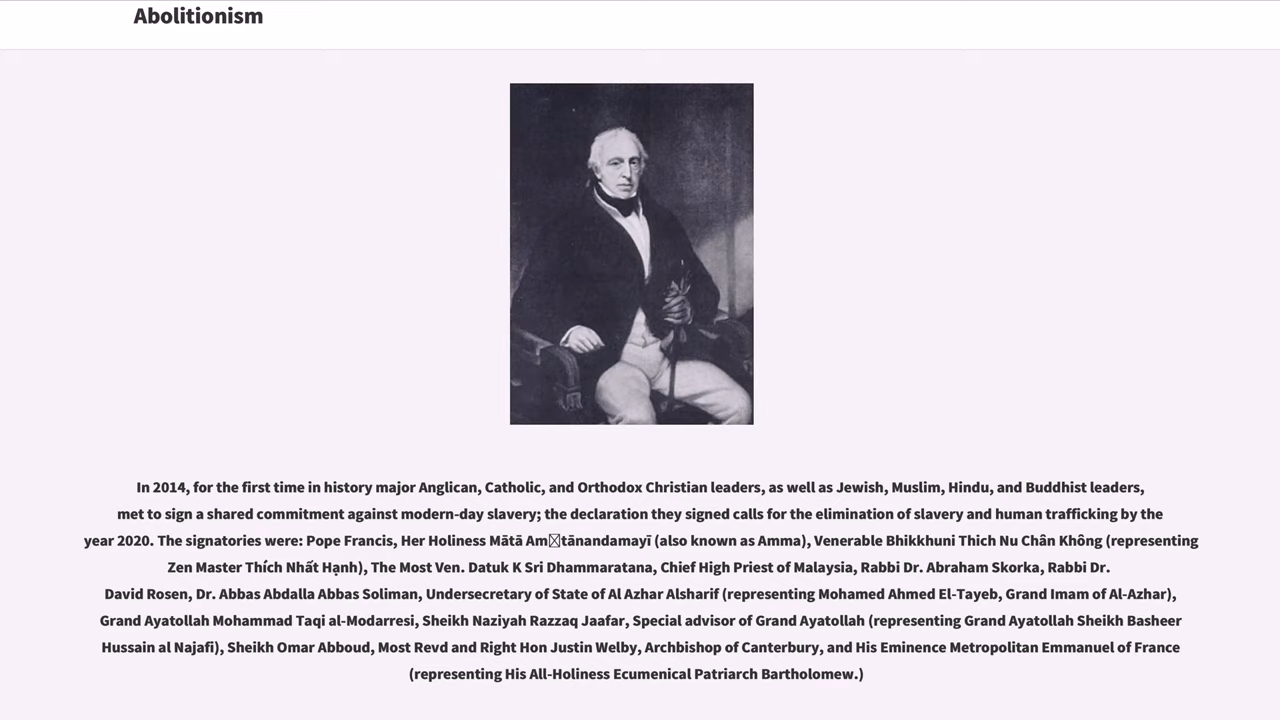 Abolitionism
In 2014, for the first time in history major Anglican, Catholic, and Orthodox Christian leaders, as well as Jewish, Muslim, Hindu, and Buddhist leaders,
met to sign a shared commitment against modern-day slavery; the declaration they signed calls for the elimination of slavery and human trafficking by the
year 2020. The signatories were: Pope Francis, Her Holiness Mātā Am▯tānandamayī (also known as Amma), Venerable Bhikkhuni Thich Nu Chân Không (representing
Zen Master Thích Nhất Hạnh), The Most Ven. Datuk K Sri Dhammaratana, Chief High Priest of Malaysia, Rabbi Dr. Abraham Skorka, Rabbi Dr.
David Rosen, Dr. Abbas Abdalla Abbas Soliman, Undersecretary of State of Al Azhar Alsharif (representing Mohamed Ahmed El-Tayeb, Grand Imam of Al-Azhar),
Grand Ayatollah Mohammad Taqi al-Modarresi, Sheikh Naziyah Razzaq Jaafar, Special advisor of Grand Ayatollah (representing Grand Ayatollah Sheikh Basheer
Hussain al Najafi), Sheikh Omar Abboud, Most Revd and Right Hon Justin Welby, Archbishop of Canterbury, and His Eminence Metropolitan Emmanuel of France
(representing His All-Holiness Ecumenical Patriarch Bartholomew.)